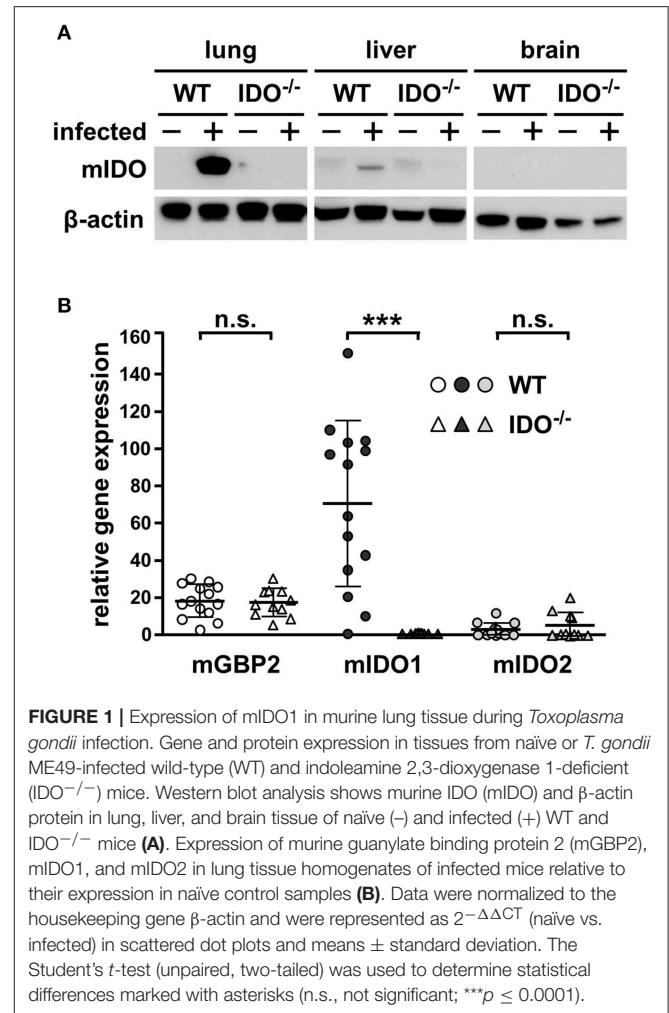 A
lung liver brain
WT IDO⁻/⁻ WT IDO⁻/⁻ WT IDO⁻/⁻
infected – + – + – + – + – + – +
mIDO
β-actin
B
n.s. *** n.s.
relative gene expression
160
140
120
100
80
60
40
20
0
WT
IDO⁻/⁻
mGBP2 mIDO1 mIDO2
FIGURE 1 | Expression of mIDO1 in murine lung tissue during Toxoplasma
gondii infection. Gene and protein expression in tissues from naïve or T. gondii
ME49-infected wild-type (WT) and indoleamine 2,3-dioxygenase 1-deficient
(IDO−/−) mice. Western blot analysis shows murine IDO (mIDO) and β-actin
protein in lung, liver, and brain tissue of naïve (–) and infected (+) WT and
IDO−/− mice (A). Expression of murine guanylate binding protein 2 (mGBP2),
mIDO1, and mIDO2 in lung tissue homogenates of infected mice relative to
their expression in naïve control samples (B). Data were normalized to the
housekeeping gene β-actin and were represented as 2−ΔΔCT (naïve vs.
infected) in scattered dot plots and means ± standard deviation. The
Student's t-test (unpaired, two-tailed) was used to determine statistical
differences marked with asterisks (n.s., not significant; ***p ≤ 0.0001).